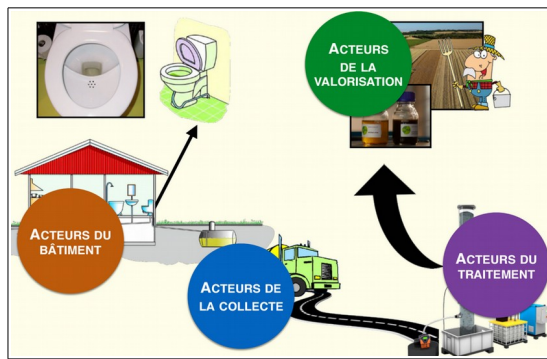 ACTEURS
DE LA
VALORISATION
ACTEURS DU
BÂTIMENT
ACTEURS DE
LA COLLECTE
ACTEURS DU
TRAITEMENT